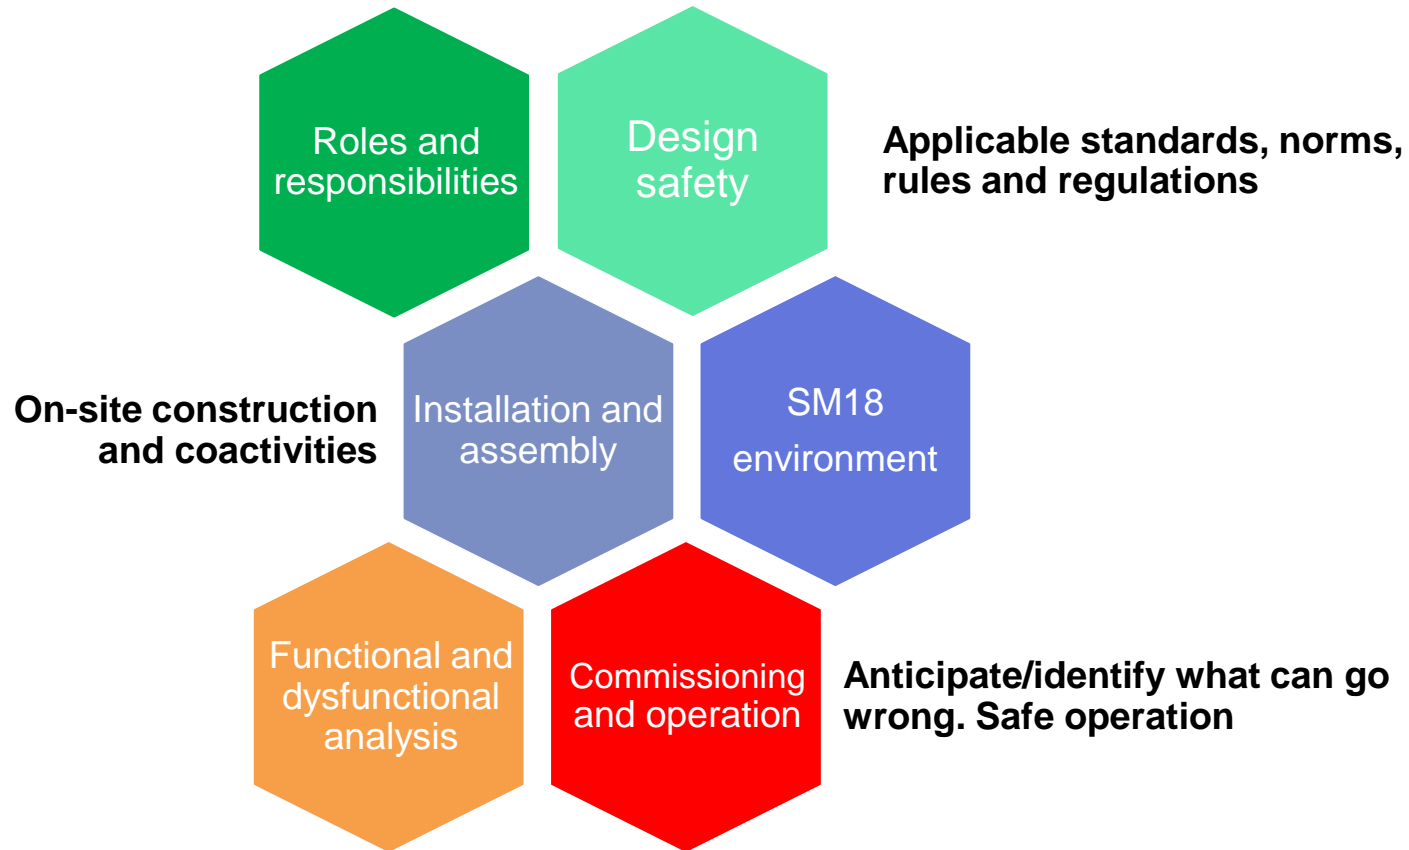 Roles and
responsibilities
Design
safety
Applicable standards, norms,
rules and regulations
On-site construction
and coactivities
Installation and
assembly
SM18
environment
Functional and
dysfunctional
analysis
Commissioning
and operation
Anticipate/identify what can go
wrong. Safe operation